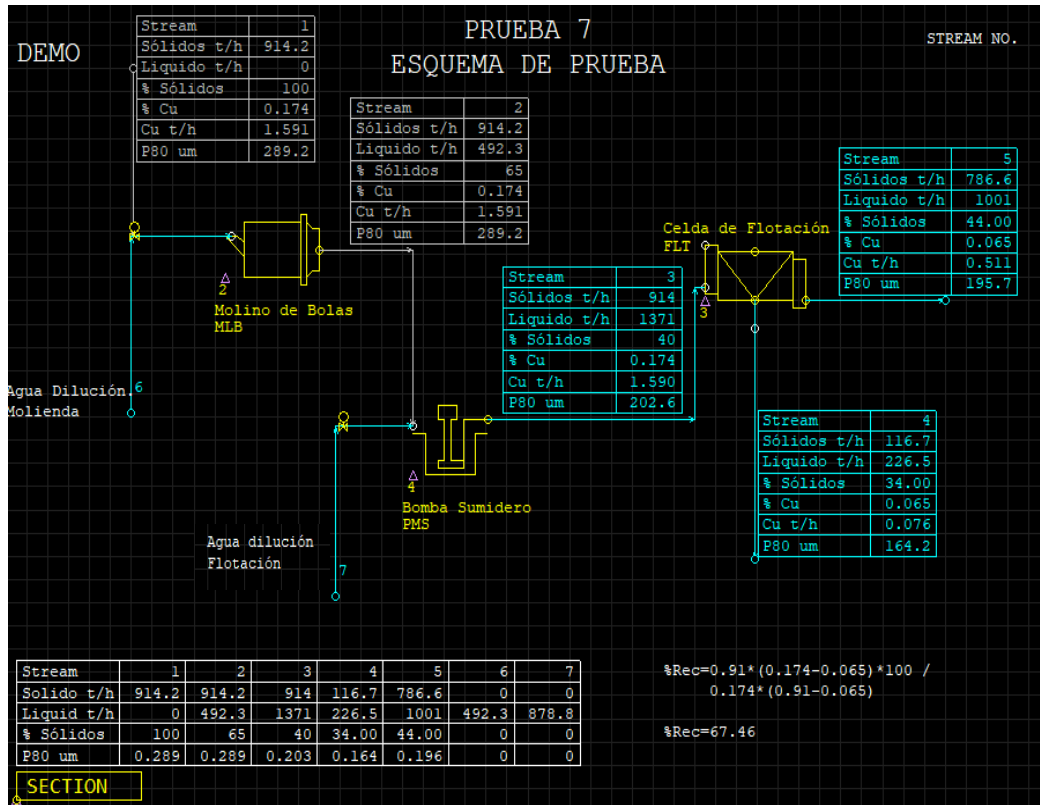 PRUEBA 7
ESQUEMA DE PRUEBA
DEMO
STREAM NO.
Stream 1
Sólidos t/h 914.2
Liquido t/h 0
% Sólidos 100
% Cu 0.174
Cu t/h 1.591
P80 um 289.2
Stream 2
Sólidos t/h 914.2
Liquido t/h 492.3
% Sólidos 65
% Cu 0.174
Cu t/h 1.591
P80 um 289.2
Stream 5
Sólidos t/h 786.6
Liquido t/h 1001
% Sólidos 44.00
% Cu 0.065
Cu t/h 0.511
P80 um 195.7
Celda de Flotación
FLT
3
2
Molino de Bolas
MLB
Stream 3
Sólidos t/h 914
Liquido t/h 1371
% Sólidos 40
% Cu 0.174
Cu t/h 1.590
P80 um 202.6
Agua Dilución.
Molienda
6
Stream 4
Sólidos t/h 116.7
Liquido t/h 226.5
% Sólidos 34.00
% Cu 0.065
Cu t/h 0.076
P80 um 164.2
4
Bomba Sumidero
PMS
Agua dilución
Flotación
7
Stream 1 2 3 4 5 6 7
Solido t/h 914.2 914.2 914 116.7 786.6 0 0
Liquid t/h 0 492.3 1371 226.5 1001 492.3 878.8
% Sólidos 100 65 40 34.00 44.00 0 0
P80 um 0.289 0.289 0.203 0.164 0.196 0 0
%Rec=0.91*(0.174-0.065)*100 /
0.174*(0.91-0.065)
%Rec=67.46
SECTION